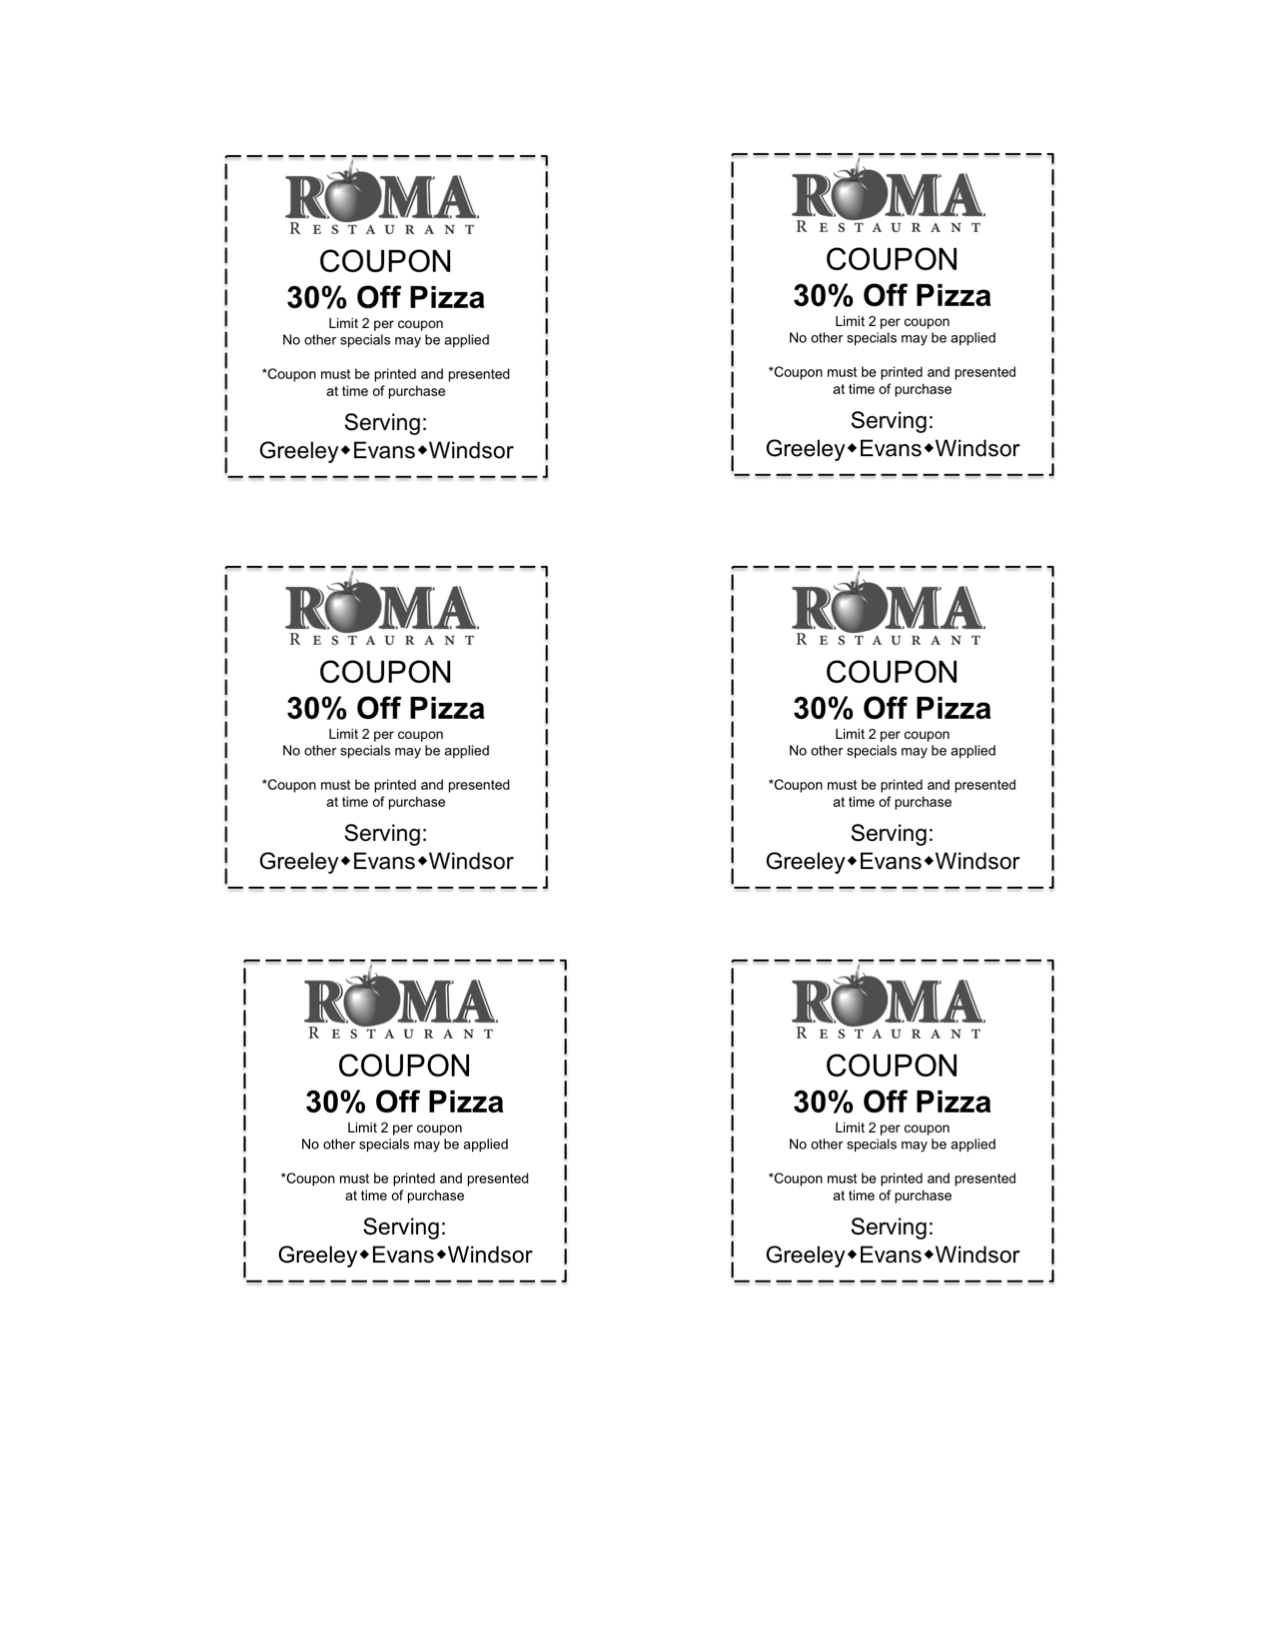 ROMA
RESTAURANT
COUPON
30% Off Pizza
Limit 2 per coupon
No other specials may be applied
*Coupon must be printed and presented
at time of purchase
Serving:
Greeley◆Evans◆Windsor
ROMA
RESTAURANT
COUPON
30% Off Pizza
Limit 2 per coupon
No other specials may be applied
*Coupon must be printed and presented
at time of purchase
Serving:
Greeley◆Evans◆Windsor
ROMA
RESTAURANT
COUPON
30% Off Pizza
Limit 2 per coupon
No other specials may be applied
*Coupon must be printed and presented
at time of purchase
Serving:
Greeley◆Evans◆Windsor
ROMA
RESTAURANT
COUPON
30% Off Pizza
Limit 2 per coupon
No other specials may be applied
*Coupon must be printed and presented
at time of purchase
Serving:
Greeley◆Evans◆Windsor
ROMA
RESTAURANT
COUPON
30% Off Pizza
Limit 2 per coupon
No other specials may be applied
*Coupon must be printed and presented
at time of purchase
Serving:
Greeley◆Evans◆Windsor
ROMA
RESTAURANT
COUPON
30% Off Pizza
Limit 2 per coupon
No other specials may be applied
*Coupon must be printed and presented
at time of purchase
Serving:
Greeley◆Evans◆Windsor